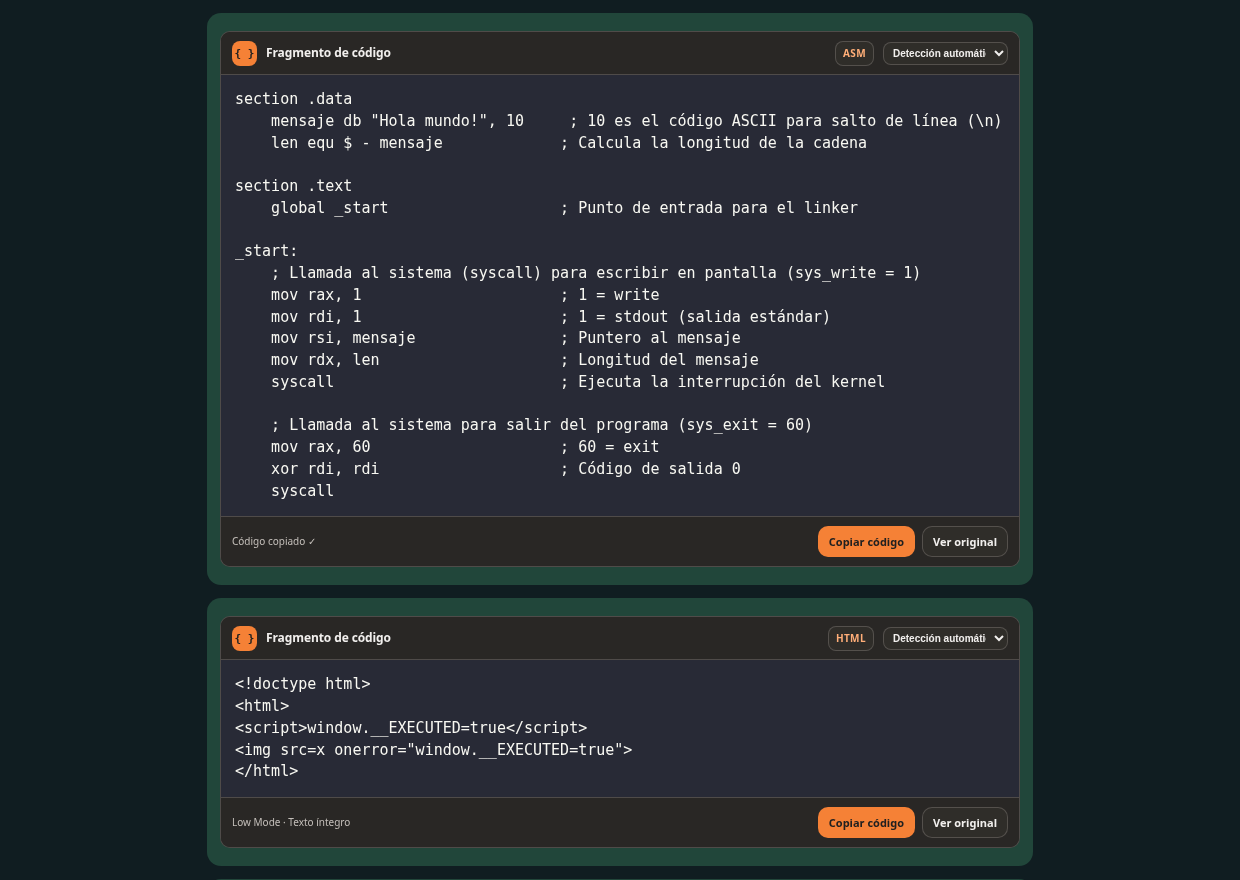 { } Fragmento de código ASM Detección automáti
section .data
    mensaje db "Hola mundo!", 10     ; 10 es el código ASCII para salto de línea (\n)
    len equ $ - mensaje             ; Calcula la longitud de la cadena

section .text
    global _start                   ; Punto de entrada para el linker

_start:
    ; Llamada al sistema (syscall) para escribir en pantalla (sys_write = 1)
    mov rax, 1                      ; 1 = write
    mov rdi, 1                      ; 1 = stdout (salida estándar)
    mov rsi, mensaje                ; Puntero al mensaje
    mov rdx, len                    ; Longitud del mensaje
    syscall                         ; Ejecuta la interrupción del kernel

    ; Llamada al sistema para salir del programa (sys_exit = 60)
    mov rax, 60                     ; 60 = exit
    xor rdi, rdi                    ; Código de salida 0
    syscall
Código copiado ✓ Copiar código Ver original
{ } Fragmento de código HTML Detección automáti
<!doctype html>
<html>
<script>window.__EXECUTED=true</script>
<img src=x onerror="window.__EXECUTED=true">
</html>
Low Mode · Texto íntegro Copiar código Ver original